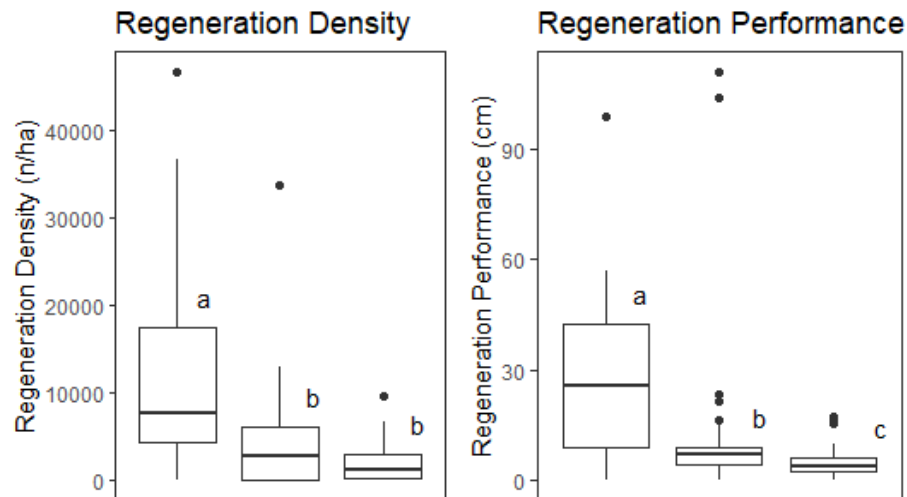 Regeneration Density
Regeneration Density (n/ha)
40000
30000
20000
10000
0
a
b
b
Regeneration Performance
Regeneration Performance (cm)
90
60
30
0
a
b
c